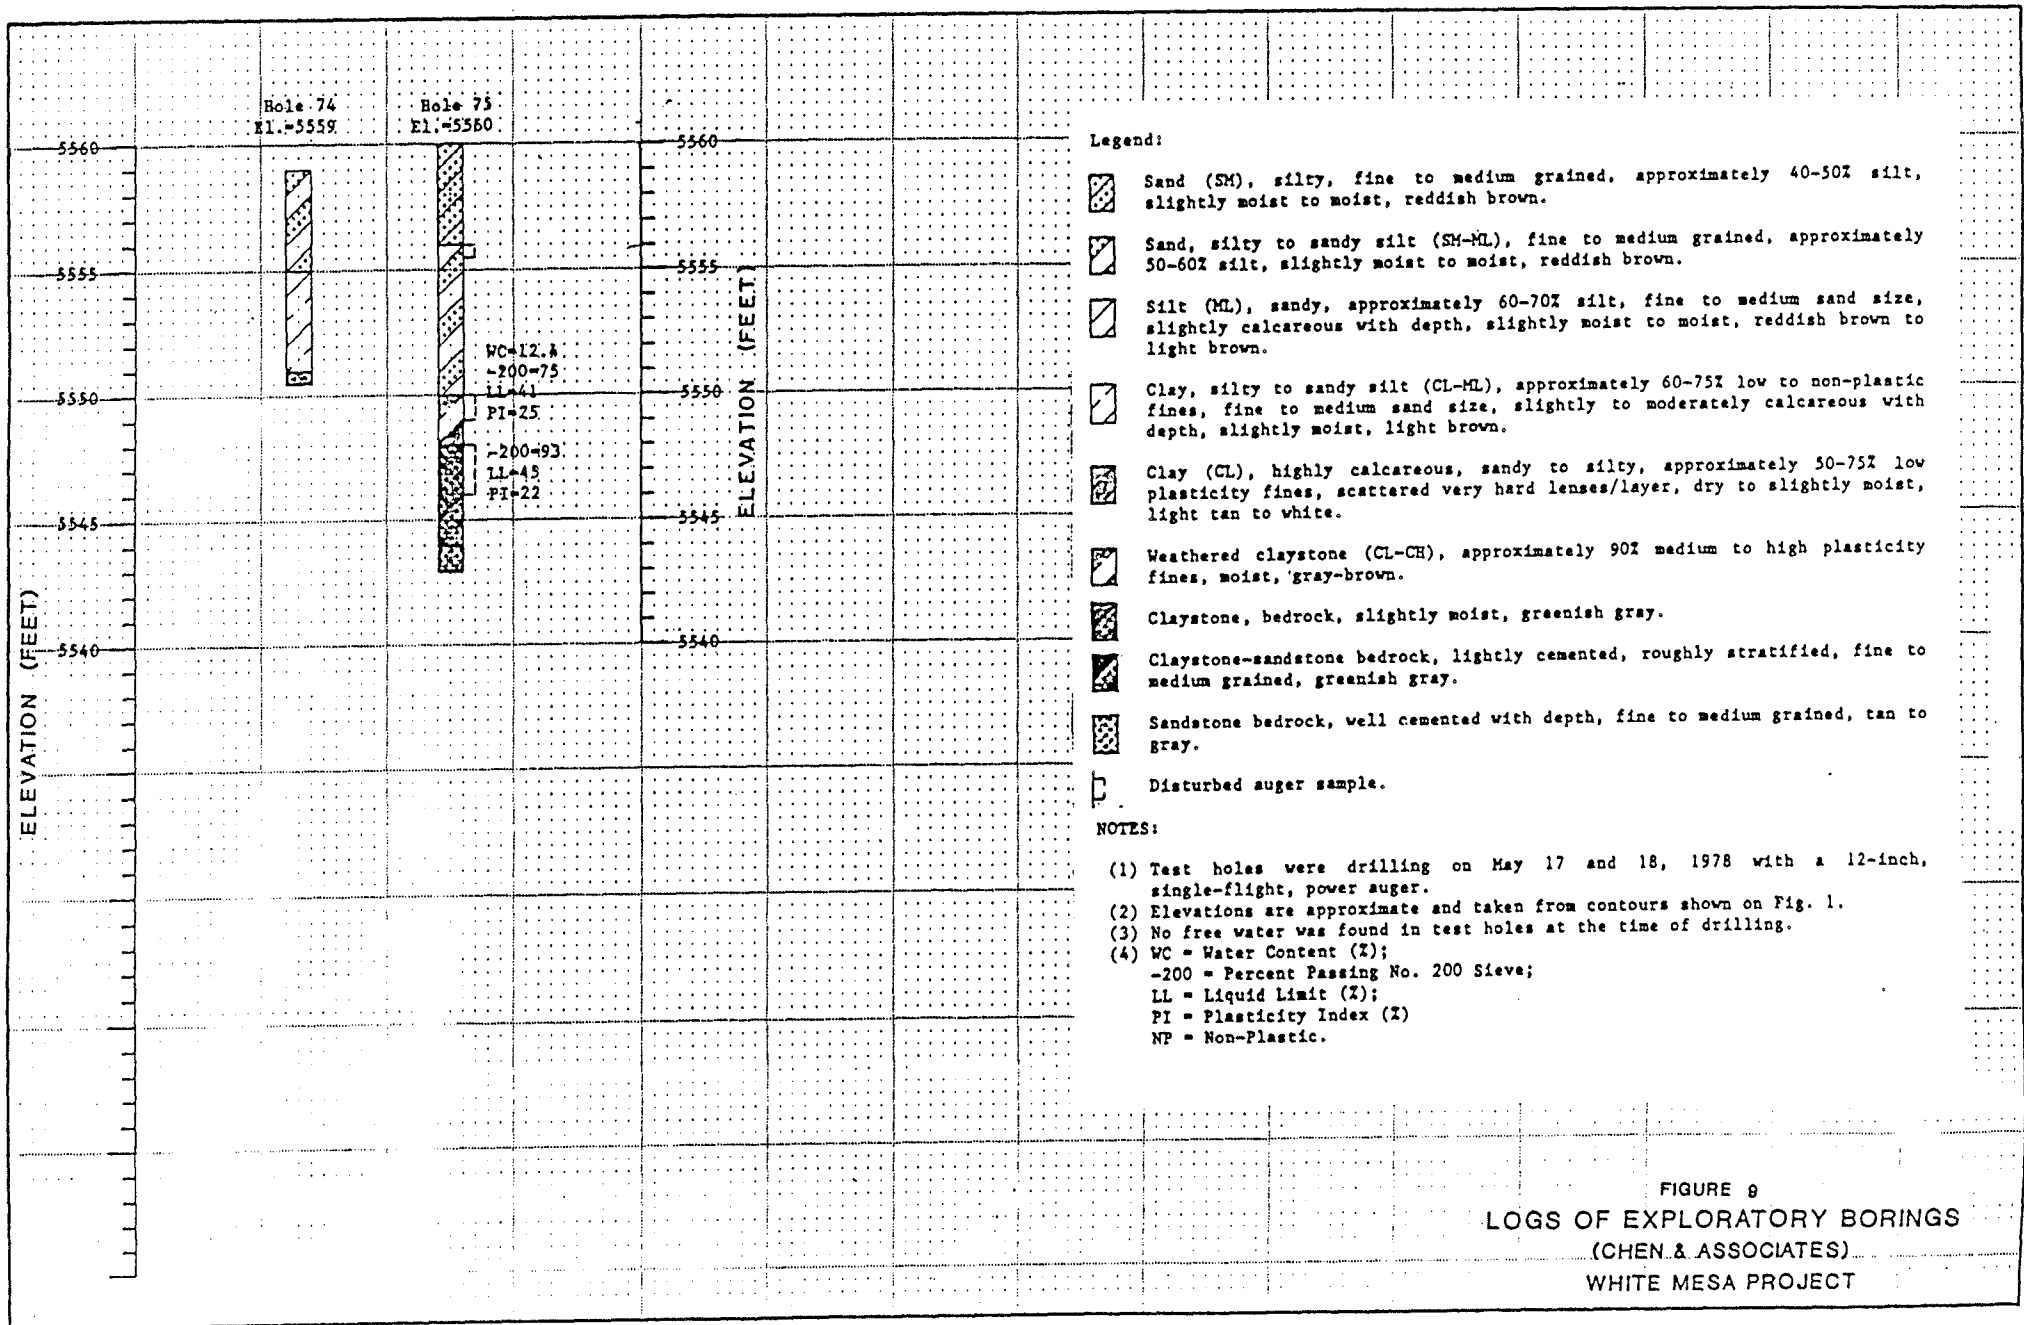 Hole 74
El.=5559
Hole 75
El.=5560
5560
5555
5550
5545
5540
ELEVATION (FEET)
WC=12.4
-200=75
LL=41
PI=25
-200=93
LL=45
PI=22
5560
5555
5550
5545
5540
ELEVATION (FEET)
Legend:
Sand (SM), silty, fine to medium grained, approximately 40-50% silt,
slightly moist to moist, reddish brown.
Sand, silty to sandy silt (SM-ML), fine to medium grained, approximately
50-60% silt, slightly moist to moist, reddish brown.
Silt (ML), sandy, approximately 60-70% silt, fine to medium sand size,
slightly calcareous with depth, slightly moist to moist, reddish brown to
light brown.
Clay, silty to sandy silt (CL-ML), approximately 60-75% low to non-plastic
fines, fine to medium sand size, slightly to moderately calcareous with
depth, slightly moist, light brown.
Clay (CL), highly calcareous, sandy to silty, approximately 50-75% low
plasticity fines, scattered very hard lenses/layer, dry to slightly moist,
light tan to white.
Weathered claystone (CL-CH), approximately 90% medium to high plasticity
fines, moist, gray-brown.
Claystone, bedrock, slightly moist, greenish gray.
Claystone-sandstone bedrock, lightly cemented, roughly stratified, fine to
medium grained, greenish gray.
Sandstone bedrock, well cemented with depth, fine to medium grained, tan to
gray.
Disturbed auger sample.
NOTES:
(1) Test holes were drilling on May 17 and 18, 1978 with a 12-inch,
single-flight, power auger.
(2) Elevations are approximate and taken from contours shown on Fig. 1.
(3) No free water was found in test holes at the time of drilling.
(4) WC = Water Content (%);
-200 = Percent Passing No. 200 Sieve;
LL = Liquid Limit (%);
PI = Plasticity Index (%)
NP = Non-Plastic.
FIGURE 9
LOGS OF EXPLORATORY BORINGS
(CHEN & ASSOCIATES)
WHITE MESA PROJECT